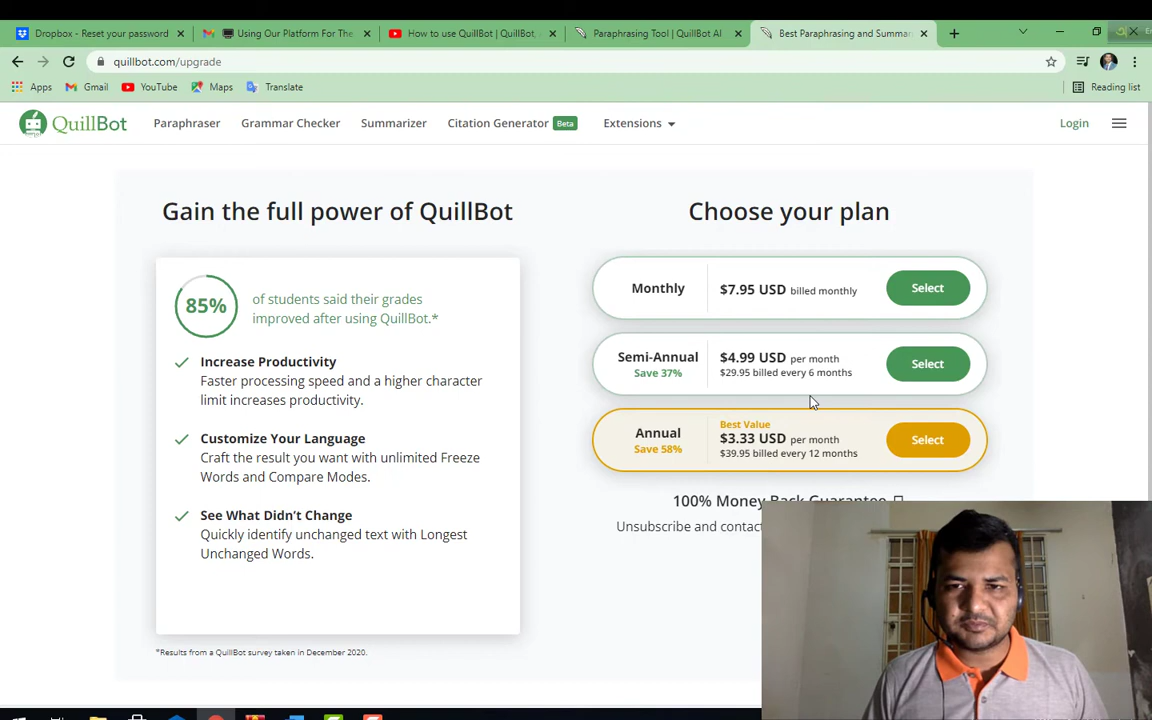 Dropbox - Reset your password
Using Our Platform For The
How to use QuillBot | QuillBot,
Paraphrasing Tool | QuillBot AI
Best Paraphrasing and Summar
quillbot.com/upgrade
Apps
Gmail
YouTube
Maps
Translate
Reading list
QuillBot
Paraphraser
Grammar Checker
Summarizer
Citation Generator Beta
Extensions
Login
Gain the full power of QuillBot
85%
of students said their grades
improved after using QuillBot.*
Increase Productivity
Faster processing speed and a higher character
limit increases productivity.
Customize Your Language
Craft the result you want with unlimited Freeze
Words and Compare Modes.
See What Didn't Change
Quickly identify unchanged text with Longest
Unchanged Words.
*Results from a QuillBot survey taken in December 2020.
Choose your plan
Monthly
$7.95 USD billed monthly
Select
Semi-Annual
Save 37%
$4.99 USD per month
$29.95 billed every 6 months
Select
Annual
Save 58%
Best Value
$3.33 USD per month
$39.95 billed every 12 months
Select
100% Money Back Guarantee
Unsubscribe and contac